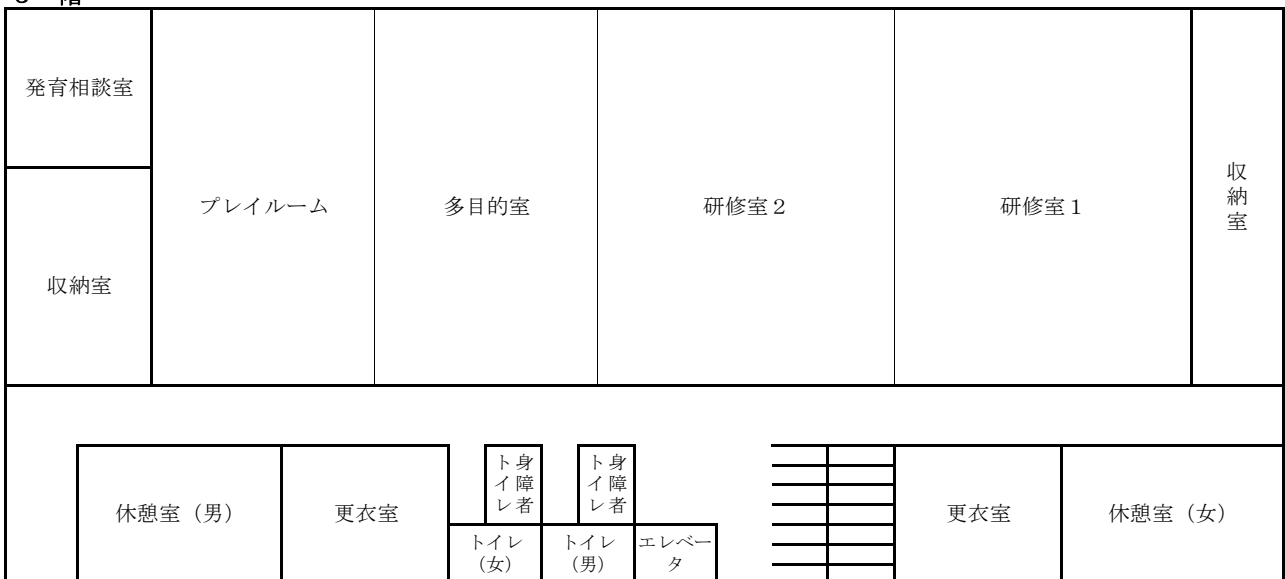 階
発育相談室
収納室
プレイルーム
多目的室
研修室２
研修室１
収納室
休憩室（男）
更衣室
身障者
トイレ
身障者
トイレ
トイレ
（女）
トイレ
（男）
エレベー
タ
更衣室
休憩室（女）